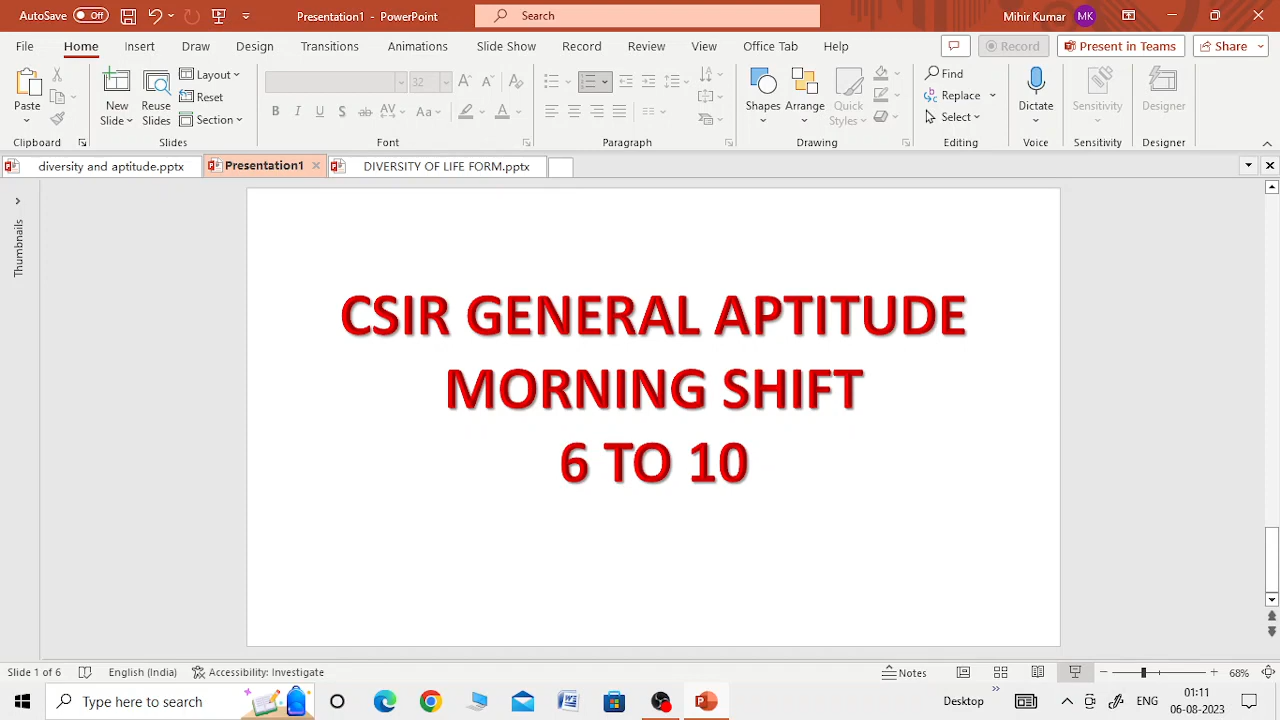 AutoSave Off Presentation1 - PowerPoint Search Mihir Kumar MK
File Home Insert Draw Design Transitions Animations Slide Show Record Review View Office Tab Help Record Present in Teams Share
Paste New Slide Reuse Slides Layout Reset Section 32 Shapes Arrange Quick Styles Find Replace Select Dictate Sensitivity Designer
Clipboard Slides Font Paragraph Drawing Editing Voice Sensitivity Designer
diversity and aptitude.pptx Presentation1 DIVERSITY OF LIFE FORM.pptx
Thumbnails
CSIR GENERAL APTITUDE
MORNING SHIFT
6 TO 10
Slide 1 of 6 English (India) Accessibility: Investigate Notes 68%
Type here to search Desktop ENG 01:11
06-08-2023